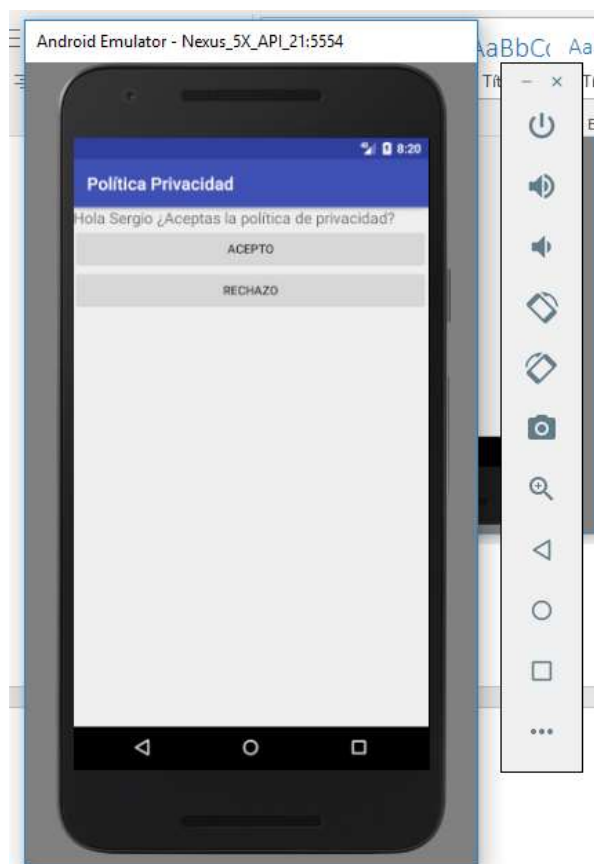 Android Emulator - Nexus_5X_API_21:5554
AaBbCc Aa
Tít
8:20
Política Privacidad
Hola Sergio ¿Aceptas la política de privacidad?
ACEPTO
RECHAZO